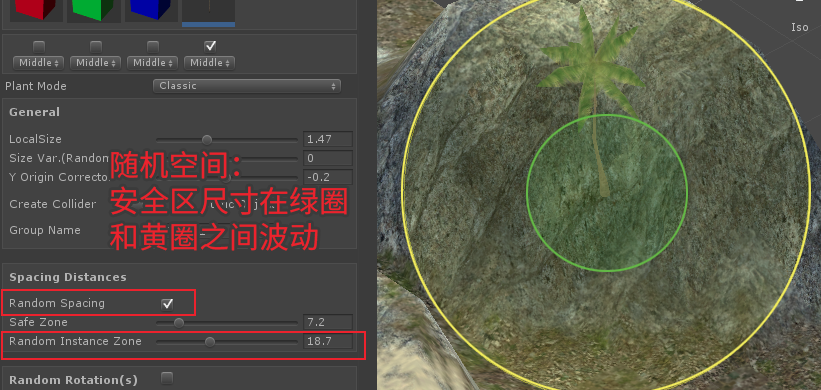 Iso
Middle Middle Middle Middle
Plant Mode Classic
General
LocalSize 1.47
Size Var.(Random 0
Y Origin Corrector -0.2
Create Collider
Group Name
随机空间：
安全区尺寸在绿圈
和黄圈之间波动
Spacing Distances
Random Spacing
Safe Zone 7.2
Random Instance Zone 18.7
Random Rotation(s)